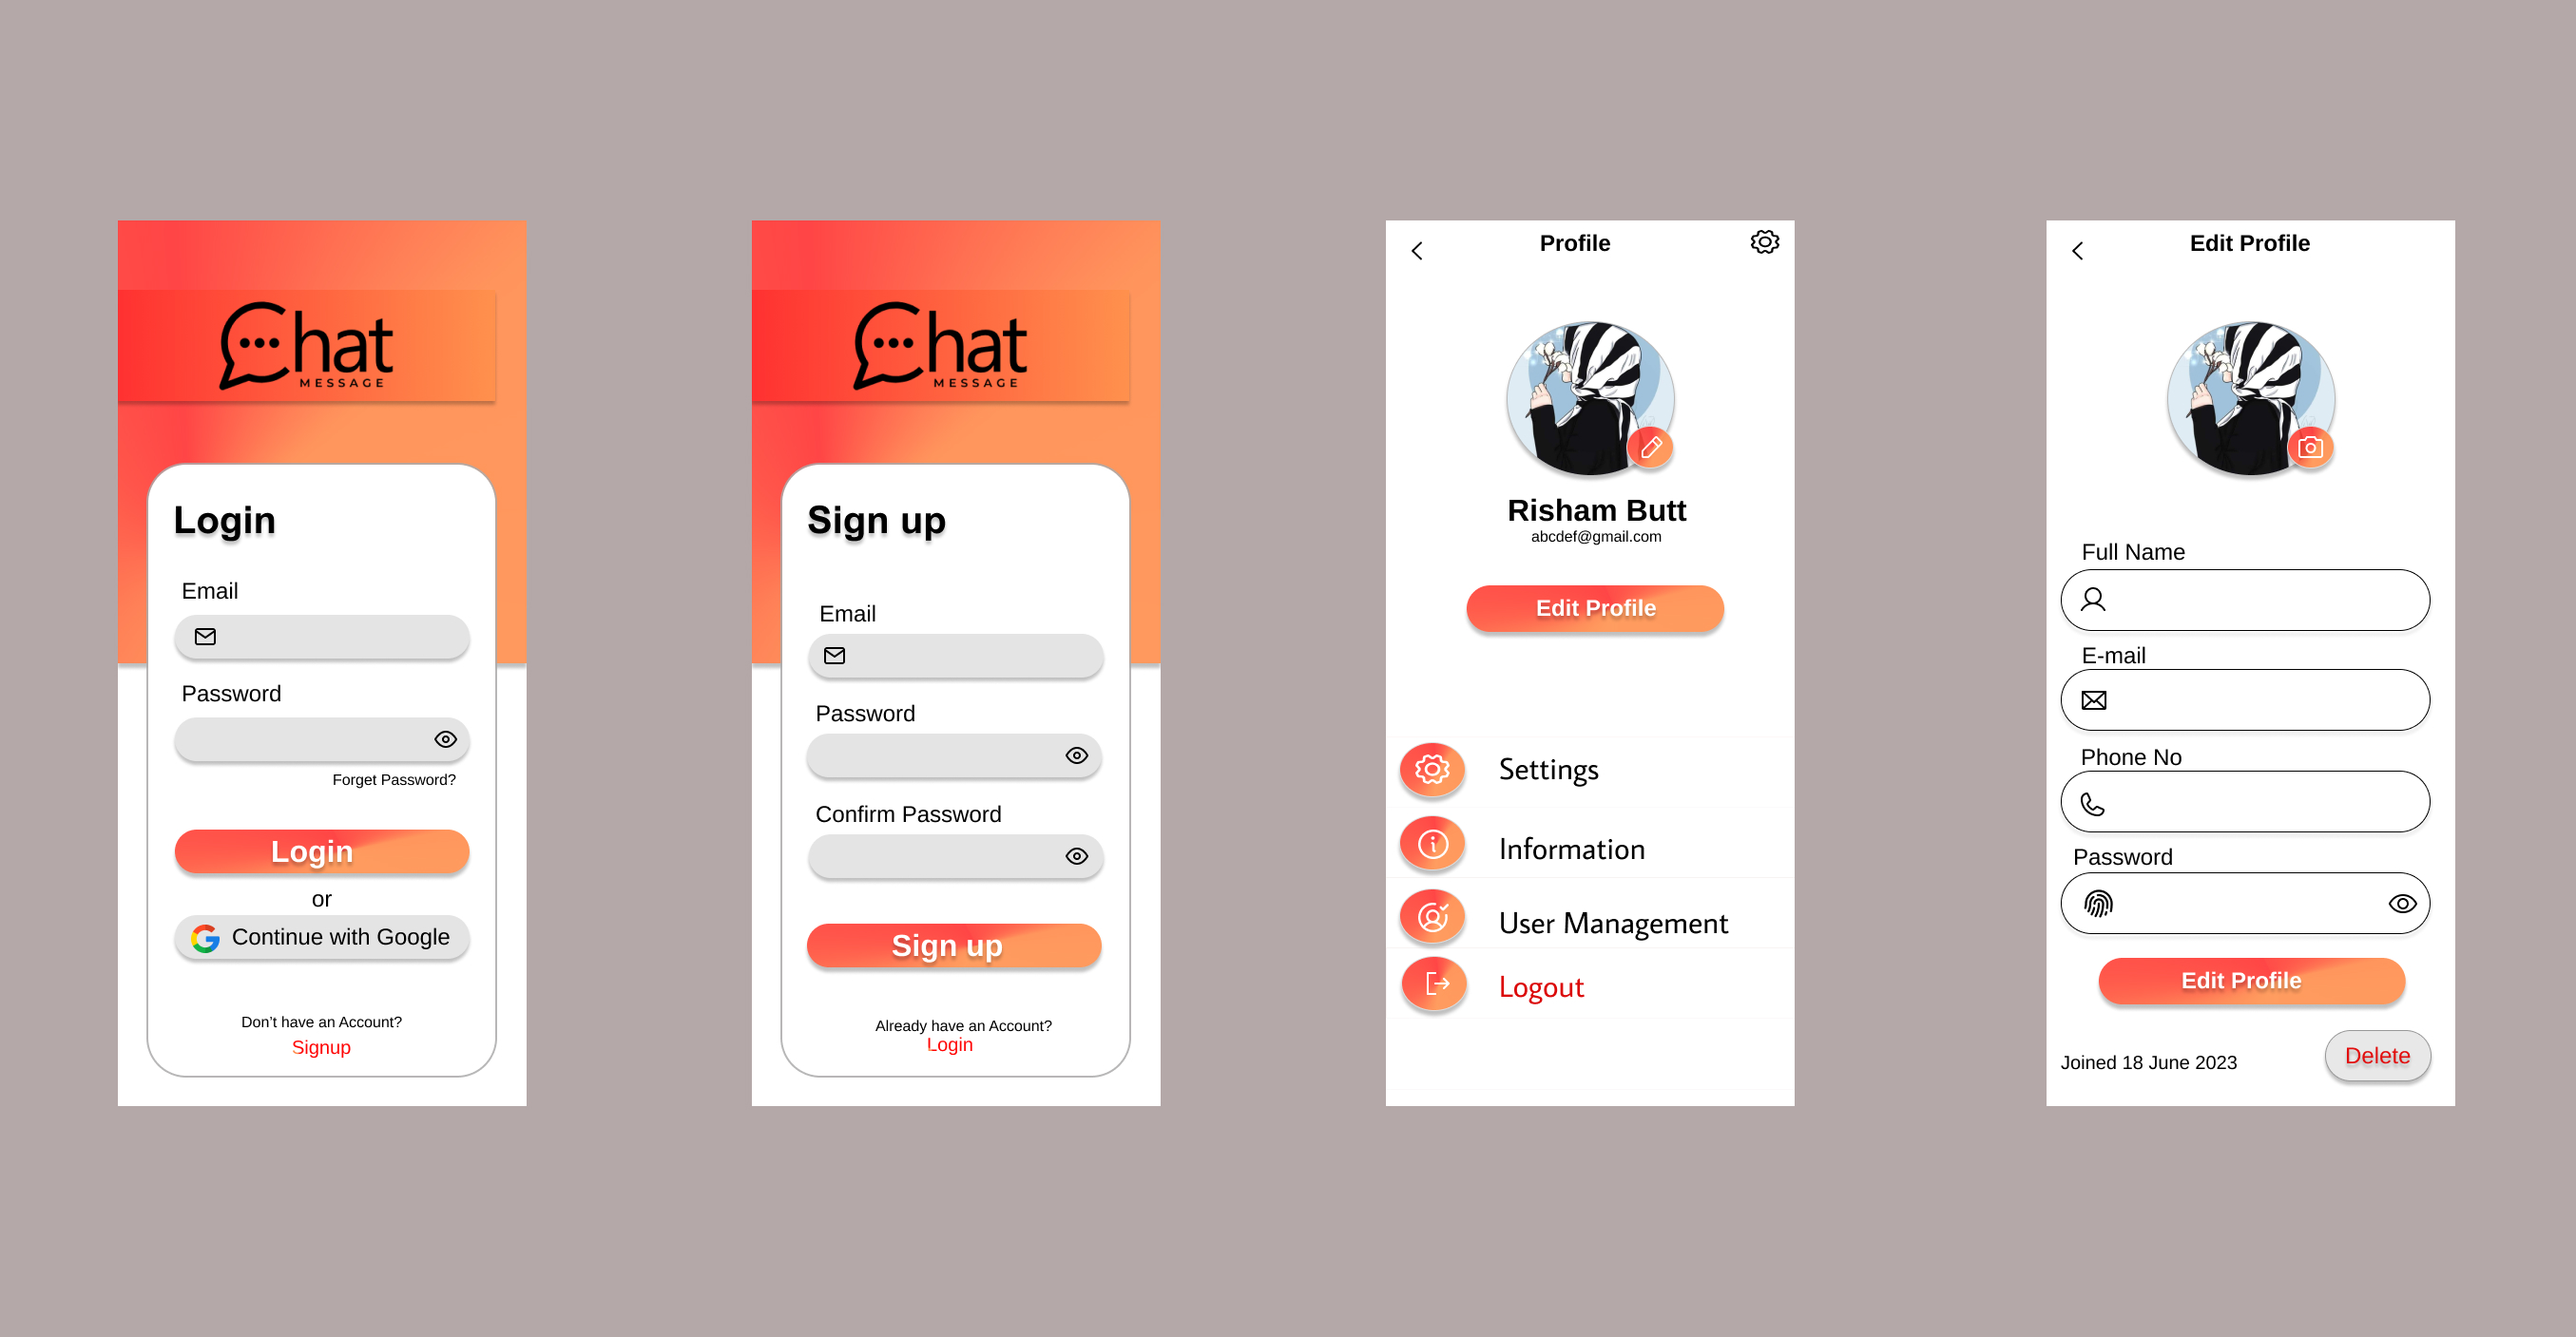 Chat
MESSAGE
Login
Email
Password
Forget Password?
Login
or
Continue with Google
Don't have an Account?
Signup
Chat
MESSAGE
Sign up
Email
Password
Confirm Password
Sign up
Already have an Account?
Login
Profile
Risham Butt
abcdef@gmail.com
Edit Profile
Settings
Information
User Management
Logout
Edit Profile
Full Name
E-mail
Phone No
Password
Edit Profile
Joined 18 June 2023
Delete